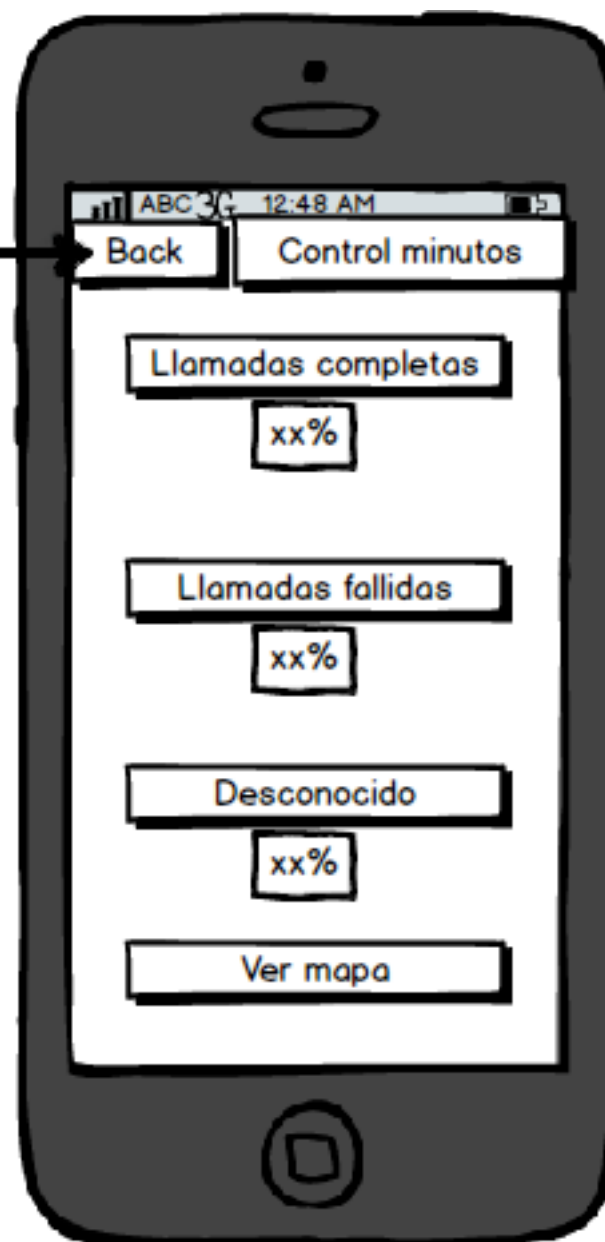 ABC 3G 12:48 AM
Back Control minutos
Llamadas completas
xx%
Llamadas fallidas
xx%
Desconocido
xx%
Ver mapa